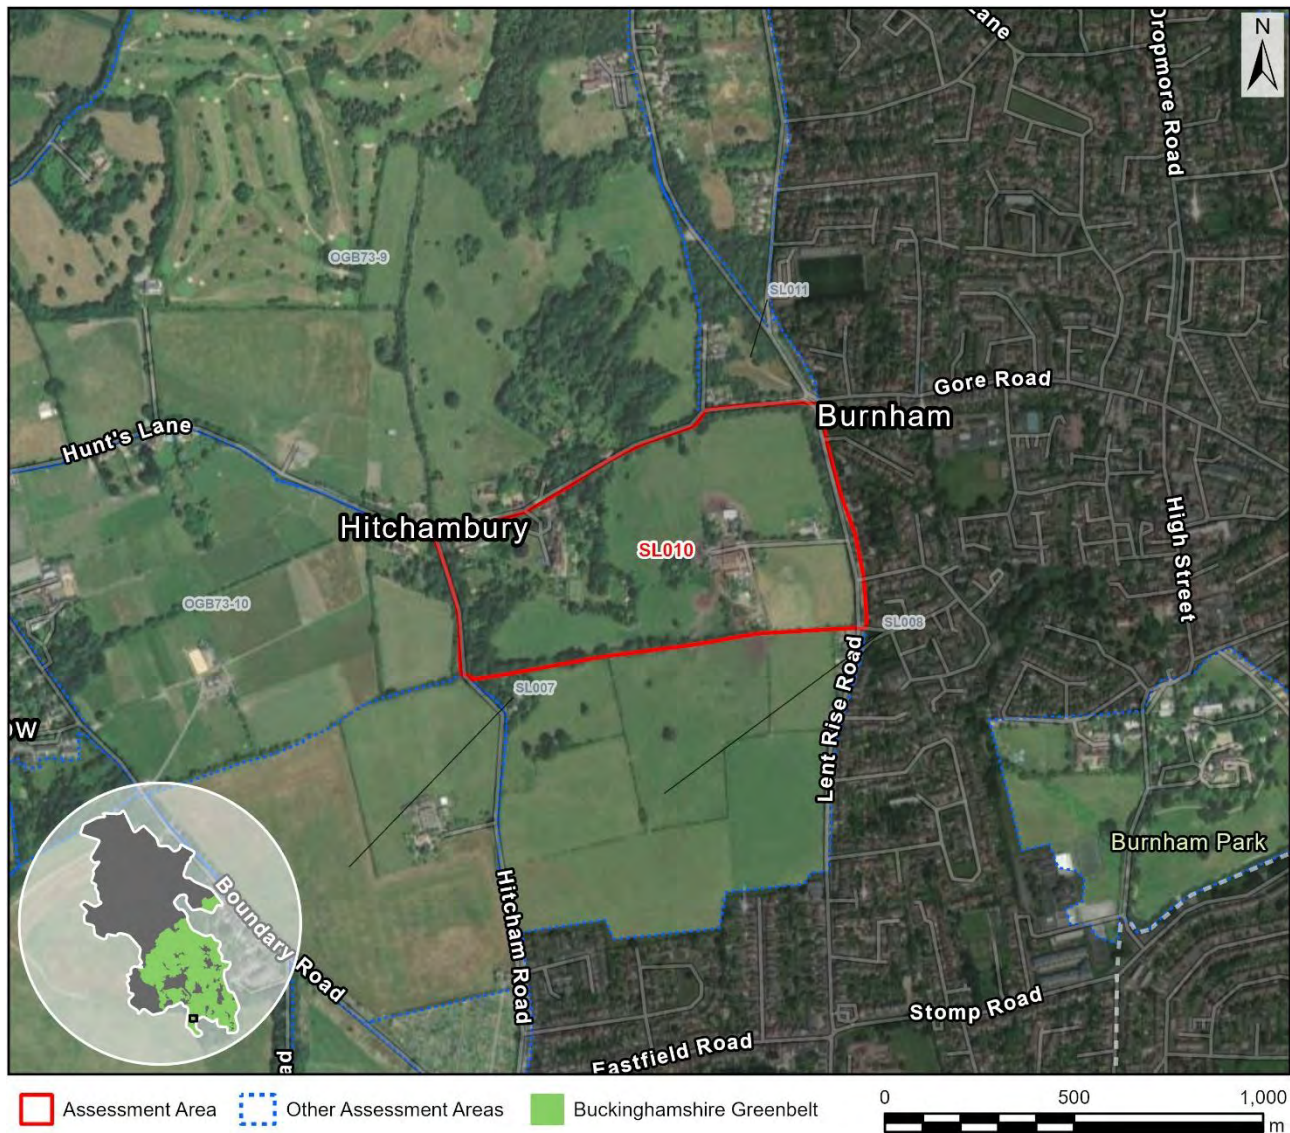 Lane
Dropmore Road
N
OGB73-9
SL011
Gore Road
Burnham
Hunt's Lane
Hitchambury
SL010
High Street
OGB73-10
SL008
SL007
Lent Rise Road
Burnham Park
Boundary Road
Hitcham Road
Stomp Road
Eastfield Road
Assessment Area
Other Assessment Areas
Buckinghamshire Greenbelt
0 500 1,000
m